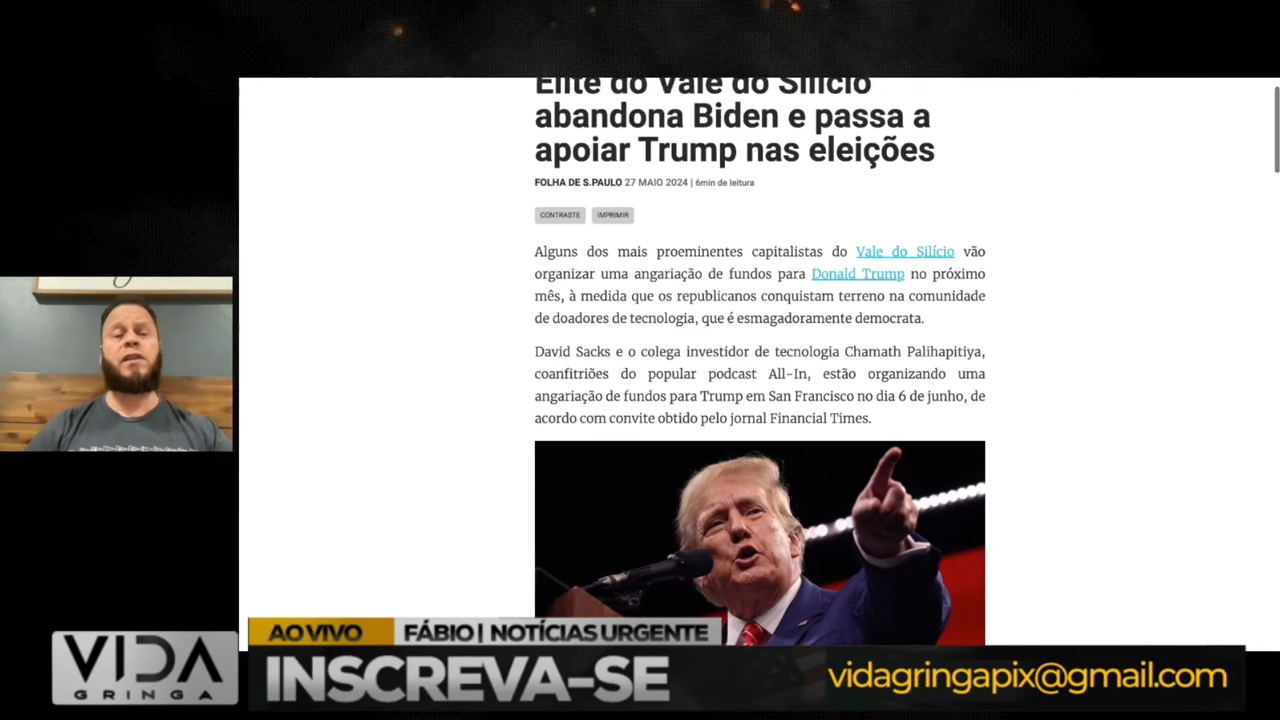 Elite do Vale do Silício
abandona Biden e passa a
apoiar Trump nas eleições
FOLHA DE S.PAULO 27 MAIO 2024 | 6min de leitura
CONTRASTE IMPRIMIR
Alguns dos mais proeminentes capitalistas do Vale do Silício vão
organizar uma angariação de fundos para Donald Trump no próximo
mês, à medida que os republicanos conquistam terreno na comunidade
de doadores de tecnologia, que é esmagadoramente democrata.
David Sacks e o colega investidor de tecnologia Chamath Palihapitiya,
coanfitriões do popular podcast All-In, estão organizando uma
angariação de fundos para Trump em San Francisco no dia 6 de junho, de
acordo com convite obtido pelo jornal Financial Times.
AO VIVO FÁBIO | NOTÍCIAS URGENTE
VIDA
GRINGA
INSCREVA-SE
vidagringapix@gmail.com